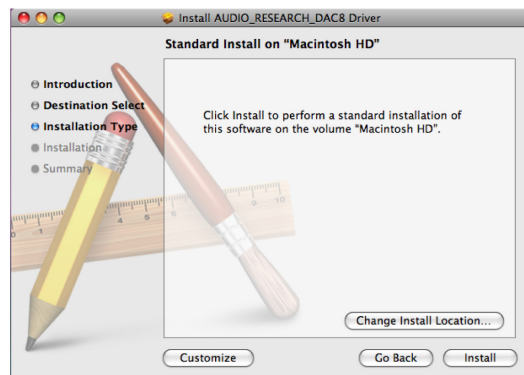 Install AUDIO_RESEARCH_DAC8 Driver
Standard Install on "Macintosh HD"
Introduction
Destination Select
Installation Type
Installation
Summary
Click Install to perform a standard installation of
this software on the volume "Macintosh HD".
Change Install Location...
Customize
Go Back
Install